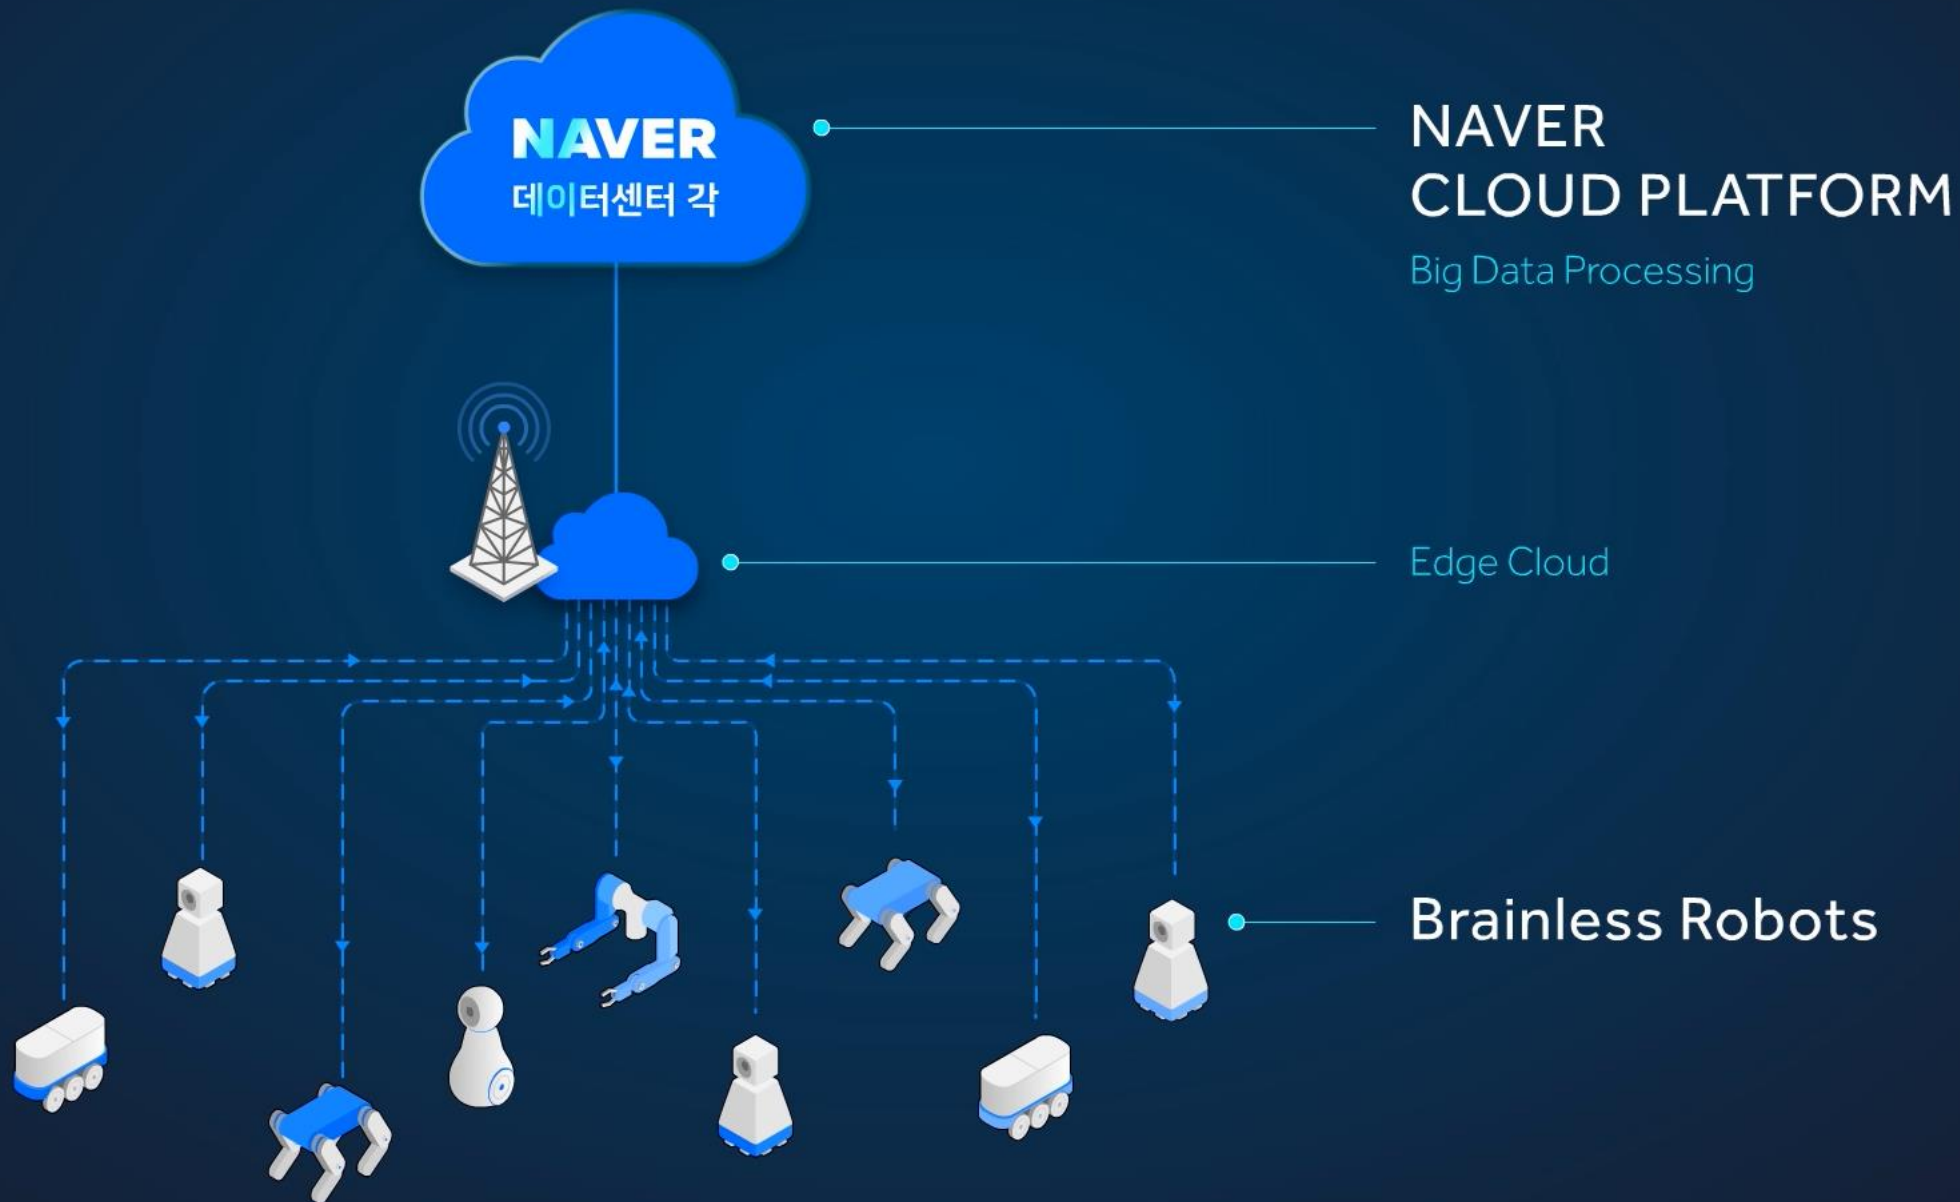 NAVER
데이터센터 각
NAVER
CLOUD PLATFORM
Big Data Processing
Edge Cloud
Brainless Robots